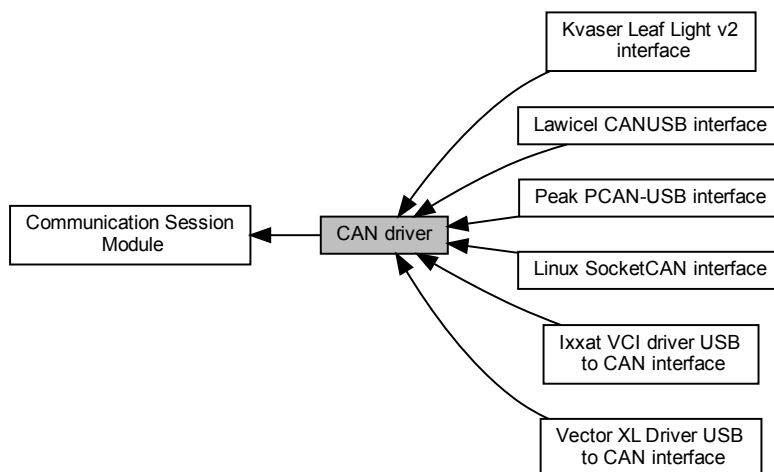 Kvaser Leaf Light v2
interface
Lawicel CANUSB interface
Peak PCAN-USB interface
Communication Session
Module
CAN driver
Linux SocketCAN interface
Ixxat VCI driver USB
to CAN interface
Vector XL Driver USB
to CAN interface